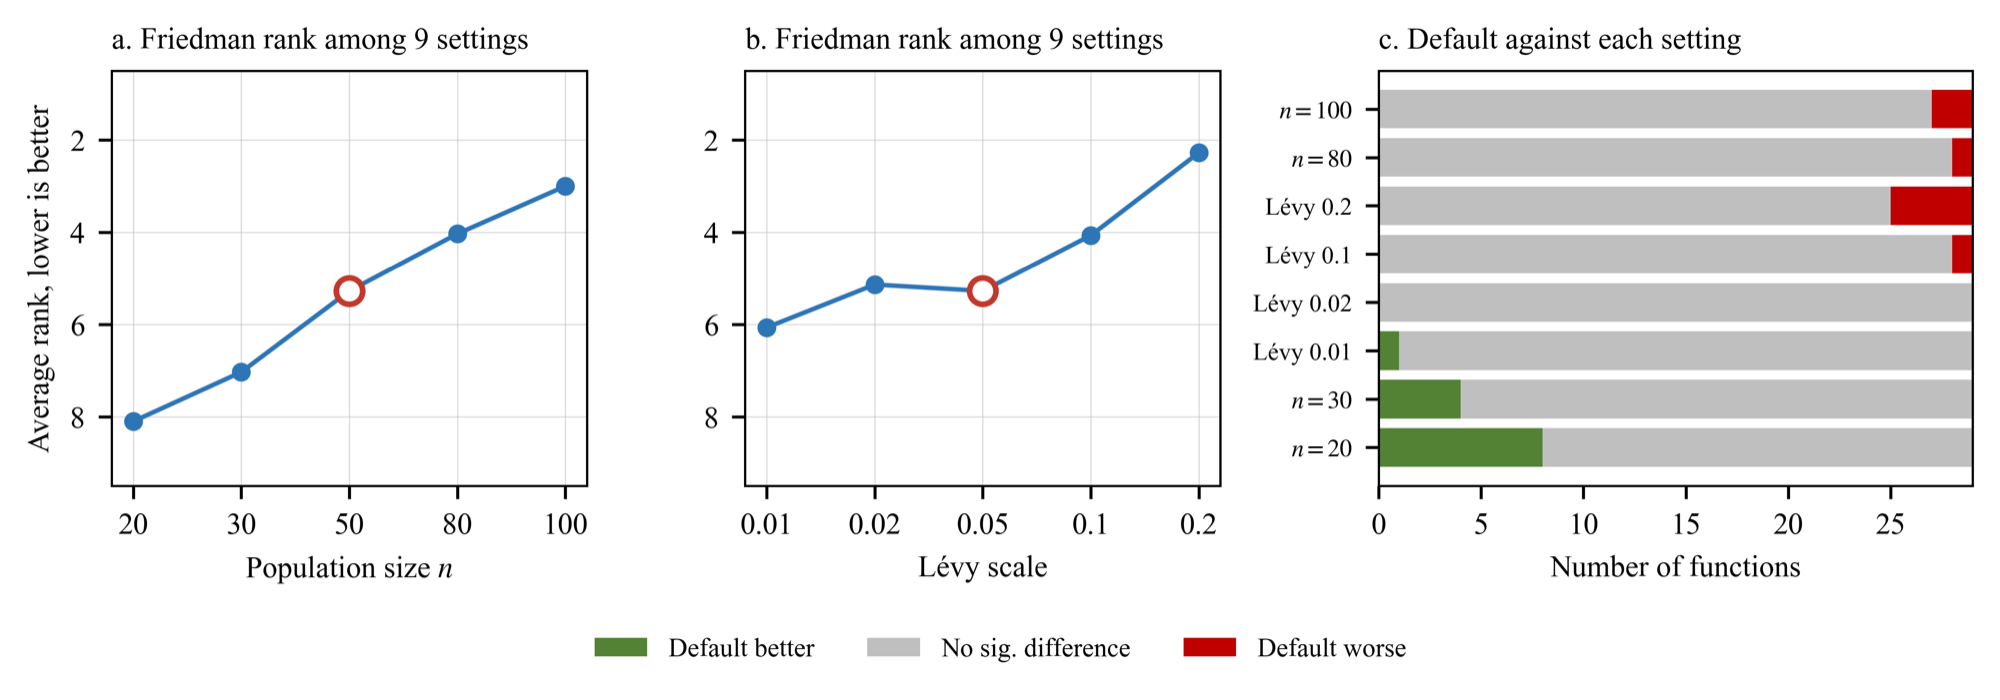 a. Friedman rank among 9 settings
Average rank, lower is better
2
4
6
8
20 30 50 80 100
Population size n
b. Friedman rank among 9 settings
2
4
6
8
0.01 0.02 0.05 0.1 0.2
Lévy scale
c. Default against each setting
n = 100
n = 80
Lévy 0.2
Lévy 0.1
Lévy 0.02
Lévy 0.01
n = 30
n = 20
0 5 10 15 20 25
Number of functions
Default better No sig. difference Default worse